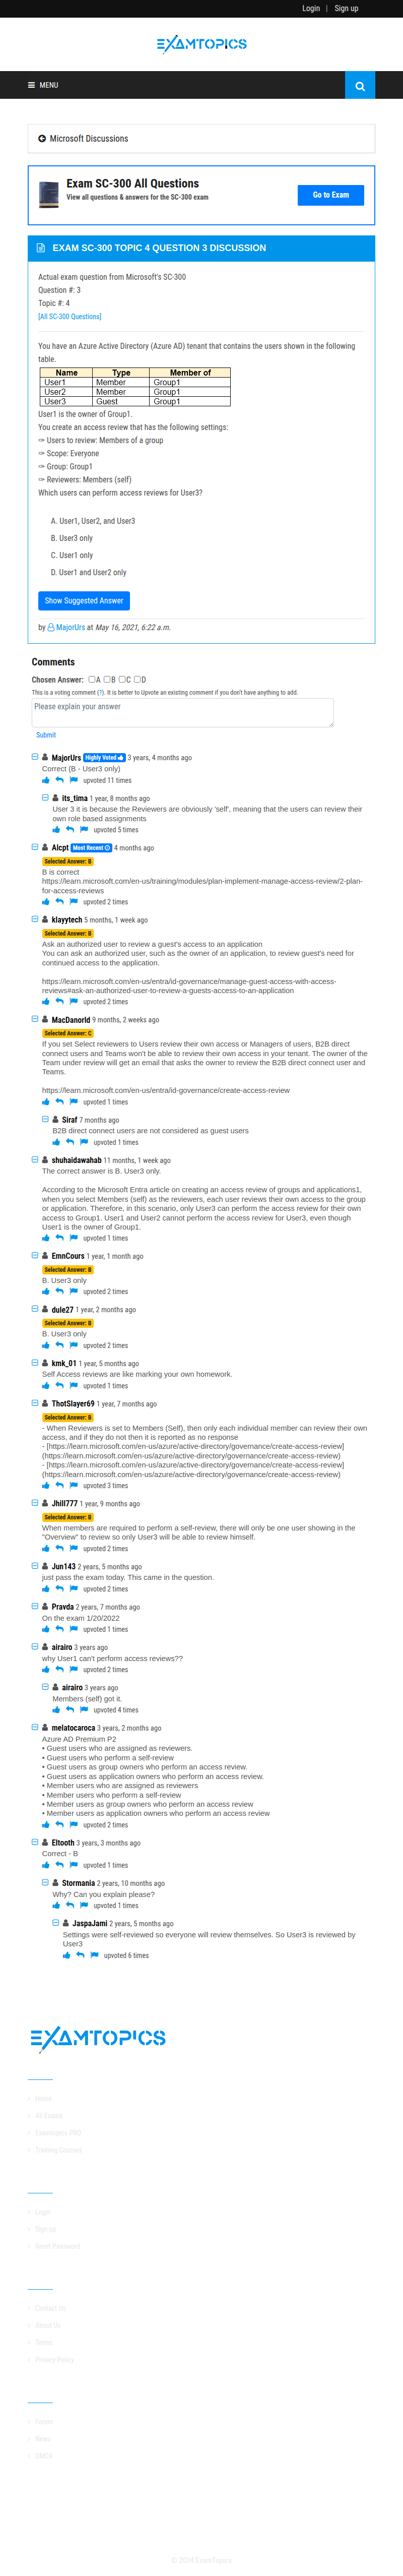 Login | Sign up
EXAMTOPICS
MENU
Microsoft Discussions
Exam SC-300 All Questions
View all questions & answers for the SC-300 exam
Go to Exam
EXAM SC-300 TOPIC 4 QUESTION 3 DISCUSSION
Actual exam question from Microsoft's SC-300
Question #: 3
Topic #: 4
[All SC-300 Questions]
You have an Azure Active Directory (Azure AD) tenant that contains the users shown in the following
table.
Name Type Member of
User1 Member Group1
User2 Member Group1
User3 Guest Group1
User1 is the owner of Group1.
You create an access review that has the following settings:
✑ Users to review: Members of a group
✑ Scope: Everyone
✑ Group: Group1
✑ Reviewers: Members (self)
Which users can perform access reviews for User3?
A. User1, User2, and User3
B. User3 only
C. User1 only
D. User1 and User2 only
Show Suggested Answer
by MajorUrs at May 16, 2021, 6:22 a.m.
Comments
Chosen Answer: A B C D
This is a voting comment (?). It is better to Upvote an existing comment if you don't have anything to add.
Please explain your answer
Submit
MajorUrs Highly Voted 3 years, 4 months ago
Correct (B - User3 only)
upvoted 11 times
its_tima 1 year, 8 months ago
User 3 it is because the Reviewers are obviously 'self', meaning that the users can review their
own role based assignments
upvoted 5 times
Alcpt Most Recent 4 months ago
Selected Answer: B
B is correct
https://learn.microsoft.com/en-us/training/modules/plan-implement-manage-access-review/2-plan-
for-access-reviews
upvoted 2 times
klayytech 5 months, 1 week ago
Selected Answer: B
Ask an authorized user to review a guest's access to an application
You can ask an authorized user, such as the owner of an application, to review guest's need for
continued access to the application.
https://learn.microsoft.com/en-us/entra/id-governance/manage-guest-access-with-access-
reviews#ask-an-authorized-user-to-review-a-guests-access-to-an-application
upvoted 2 times
MacDanorld 9 months, 2 weeks ago
Selected Answer: C
If you set Select reviewers to Users review their own access or Managers of users, B2B direct
connect users and Teams won't be able to review their own access in your tenant. The owner of the
Team under review will get an email that asks the owner to review the B2B direct connect user and
Teams.
https://learn.microsoft.com/en-us/entra/id-governance/create-access-review
upvoted 1 times
Siraf 7 months ago
B2B direct connect users are not considered as guest users
upvoted 1 times
shuhaidawahab 11 months, 1 week ago
The correct answer is B. User3 only.
According to the Microsoft Entra article on creating an access review of groups and applications1,
when you select Members (self) as the reviewers, each user reviews their own access to the group
or application. Therefore, in this scenario, only User3 can perform the access review for their own
access to Group1. User1 and User2 cannot perform the access review for User3, even though
User1 is the owner of Group1.
upvoted 1 times
EmnCours 1 year, 1 month ago
Selected Answer: B
B. User3 only
upvoted 2 times
dule27 1 year, 2 months ago
Selected Answer: B
B. User3 only
upvoted 2 times
kmk_01 1 year, 5 months ago
Self Access reviews are like marking your own homework.
upvoted 1 times
ThotSlayer69 1 year, 7 months ago
Selected Answer: B
- When Reviewers is set to Members (Self), then only each individual member can review their own
access, and if they do not then it is reported as no response
- [https://learn.microsoft.com/en-us/azure/active-directory/governance/create-access-review]
(https://learn.microsoft.com/en-us/azure/active-directory/governance/create-access-review)
- [https://learn.microsoft.com/en-us/azure/active-directory/governance/create-access-review]
(https://learn.microsoft.com/en-us/azure/active-directory/governance/create-access-review)
upvoted 3 times
Jhill777 1 year, 9 months ago
Selected Answer: B
When members are required to perform a self-review, there will only be one user showing in the
"Overview" to review so only User3 will be able to review himself.
upvoted 2 times
Jun143 2 years, 5 months ago
just pass the exam today. This came in the question.
upvoted 2 times
Pravda 2 years, 7 months ago
On the exam 1/20/2022
upvoted 1 times
airairo 3 years ago
why User1 can't perform access reviews??
upvoted 2 times
airairo 3 years ago
Members (self) got it.
upvoted 4 times
melatocaroca 3 years, 2 months ago
Azure AD Premium P2
• Guest users who are assigned as reviewers.
• Guest users who perform a self-review
• Guest users as group owners who perform an access review.
• Guest users as application owners who perform an access review.
• Member users who are assigned as reviewers
• Member users who perform a self-review
• Member users as group owners who perform an access review
• Member users as application owners who perform an access review
upvoted 2 times
Eltooth 3 years, 3 months ago
Correct - B
upvoted 1 times
Stormania 2 years, 10 months ago
Why? Can you explain please?
upvoted 1 times
JaspaJami 2 years, 5 months ago
Settings were self-reviewed so everyone will review themselves. So User3 is reviewed by
User3
upvoted 6 times
EXAMTOPICS
Home
All Exams
Examtopics PRO
Training Courses
Login
Sign up
Reset Password
Contact Us
About Us
Terms
Privacy Policy
Forum
News
DMCA
© 2024 ExamTopics